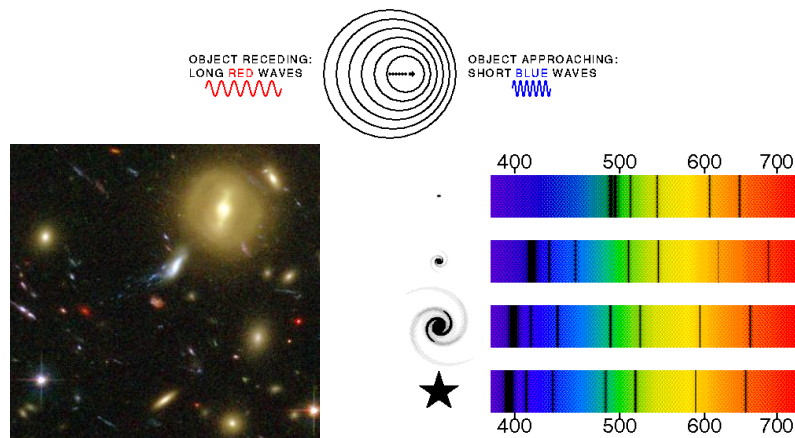 OBJECT RECEDING:
LONG RED WAVES
OBJECT APPROACHING:
SHORT BLUE WAVES
400 500 600 700
400 500 600 700